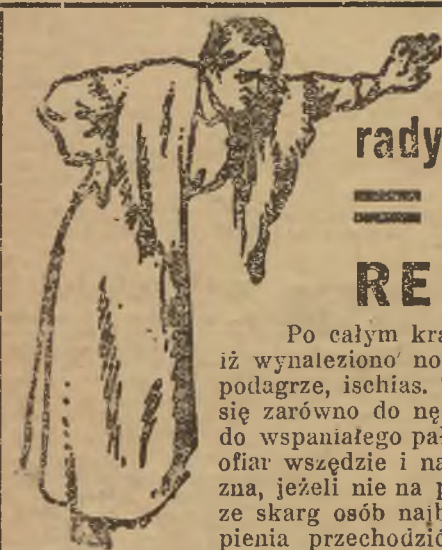 rady
RE
Po całym kra
iż wynaleziono no
podagrze, ischias.
się zarówno do nę
do wspaniałego pał
ofiar wszędzie i na
zna, jeżeli nie na p
ze skarg osób najb
pienia przechodzić